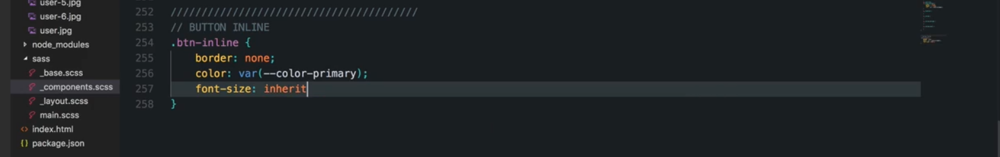 user-5.jpg
user-6.jpg
user.jpg
node_modules
sass
_base.scss
_components.scss
_layout.scss
main.scss
index.html
{} package.json
252 ////////////////////////////////////////
253 // BUTTON INLINE
254 .btn-inline {
255     border: none;
256     color: var(--color-primary);
257     font-size: inherit
258 }